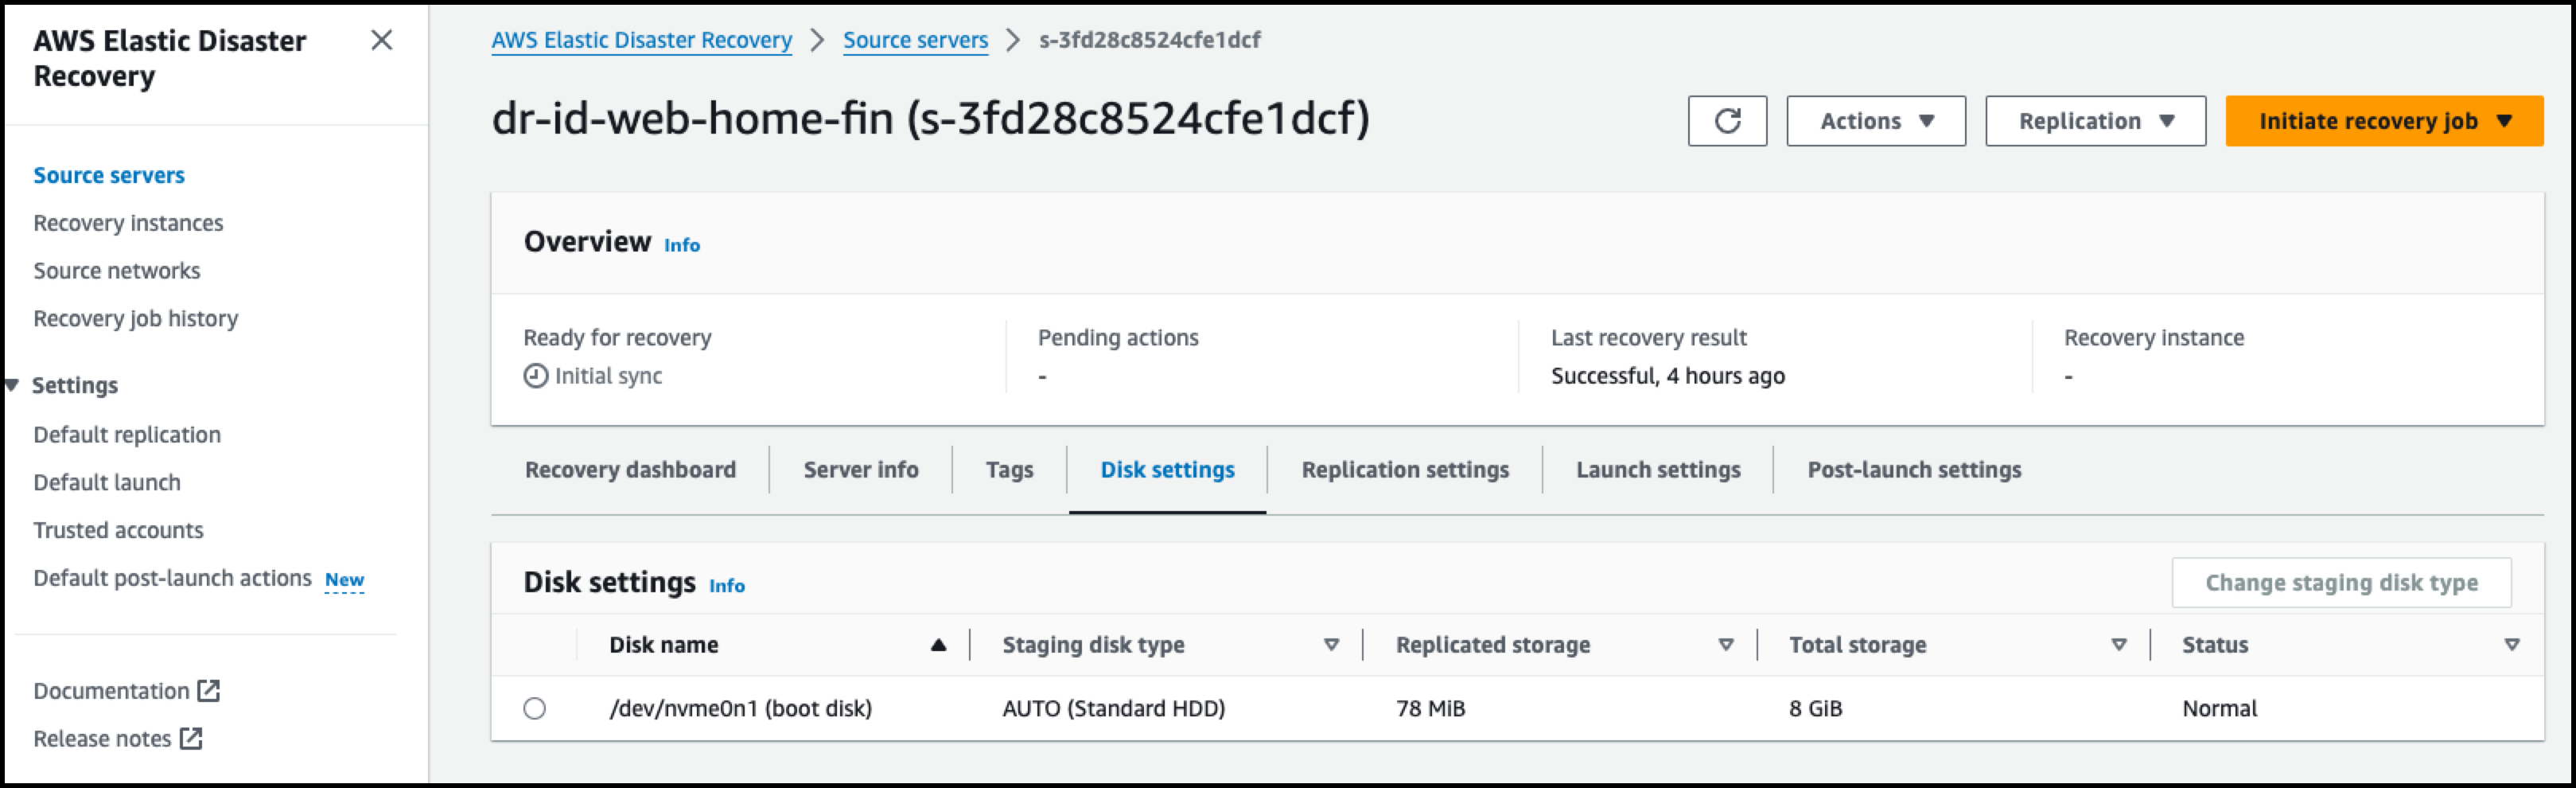 AWS Elastic Disaster
Recovery
Source servers
Recovery instances
Source networks
Recovery job history
Settings
Default replication
Default launch
Trusted accounts
Default post-launch actions New
Documentation
Release notes
AWS Elastic Disaster Recovery > Source servers > s-3fd28c8524cfe1dcf
dr-id-web-home-fin (s-3fd28c8524cfe1dcf)
Actions
Replication
Initiate recovery job
Overview Info
Ready for recovery
Initial sync
Pending actions
-
Last recovery result
Successful, 4 hours ago
Recovery instance
-
Recovery dashboard
Server info
Tags
Disk settings
Replication settings
Launch settings
Post-launch settings
Disk settings Info
Change staging disk type
Disk name Staging disk type Replicated storage Total storage Status
/dev/nvme0n1 (boot disk) AUTO (Standard HDD) 78 MiB 8 GiB Normal